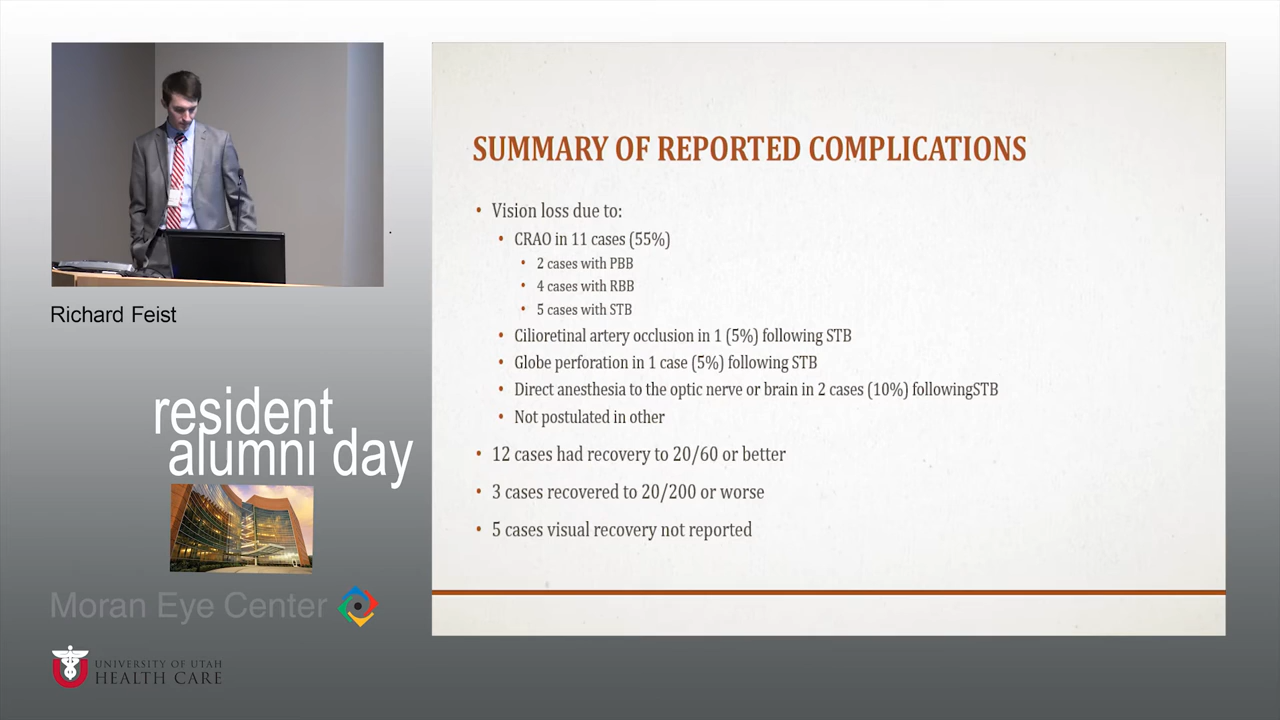 Richard Feist
resident
alumni day
Moran Eye Center
UNIVERSITY OF UTAH
HEALTH CARE
SUMMARY OF REPORTED COMPLICATIONS
• Vision loss due to:
• CRAO in 11 cases (55%)
• 2 cases with PBB
• 4 cases with RBB
• 5 cases with STB
• Cilioretinal artery occlusion in 1 (5%) following STB
• Globe perforation in 1 case (5%) following STB
• Direct anesthesia to the optic nerve or brain in 2 cases (10%) followingSTB
• Not postulated in other
• 12 cases had recovery to 20/60 or better
• 3 cases recovered to 20/200 or worse
• 5 cases visual recovery not reported